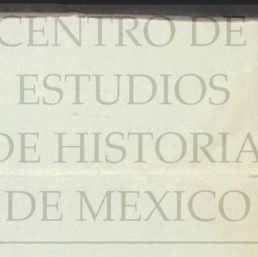 CENTRO DE
ESTUDIOS
DE HISTORIA
DE MEXICO